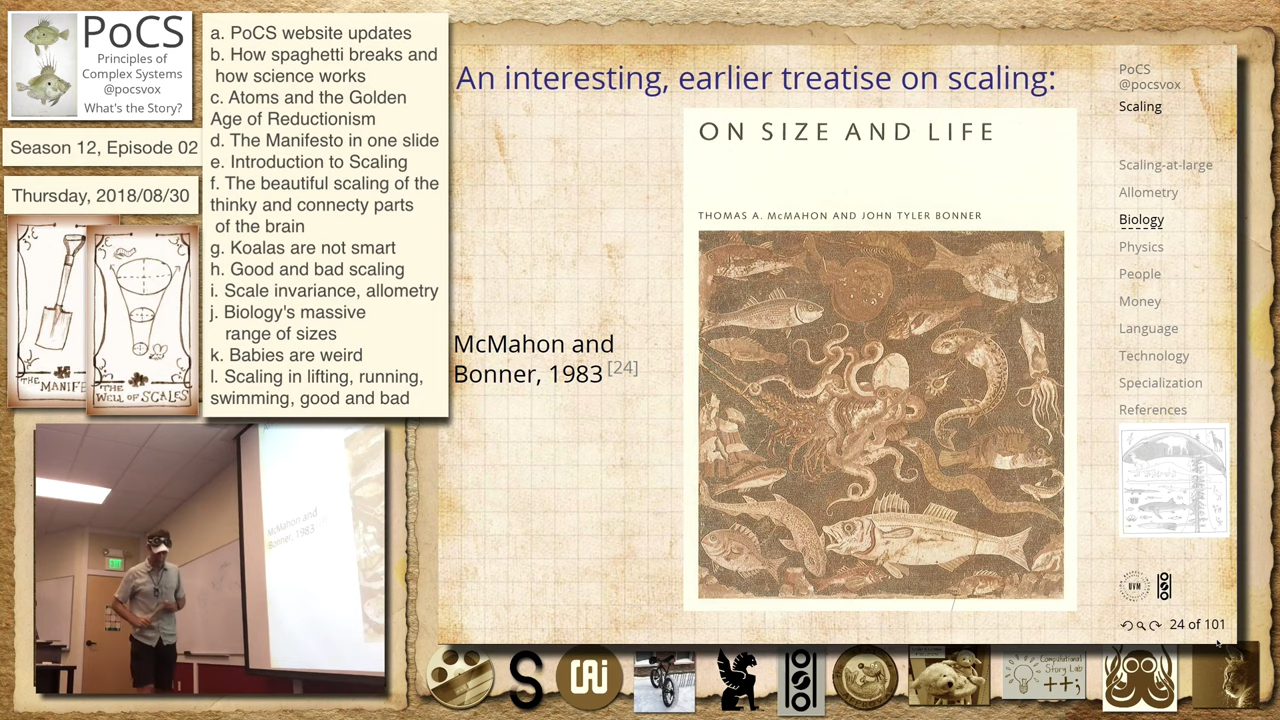 PoCS
Principles of
Complex Systems
@pocsvox
What's the Story?
Season 12, Episode 02
Thursday, 2018/08/30
THE MANIFE
THE
WELL OF SCALES
a. PoCS website updates
b. How spaghetti breaks and
how science works
c. Atoms and the Golden
Age of Reductionism
d. The Manifesto in one slide
e. Introduction to Scaling
f. The beautiful scaling of the
thinky and connecty parts
of the brain
g. Koalas are not smart
h. Good and bad scaling
i. Scale invariance, allometry
j. Biology's massive
range of sizes
k. Babies are weird
l. Scaling in lifting, running,
swimming, good and bad
McMahon and
Bonner, 1983
An interesting, earlier treatise on scaling:
ON SIZE AND LIFE
THOMAS A. McMAHON AND JOHN TYLER BONNER
McMahon and
Bonner, 1983 [24]
PoCS
@pocsvox
Scaling
Scaling-at-large
Allometry
Biology
Physics
People
Money
Language
Technology
Specialization
References
UVM
24 of 101
Computational
Story Lab
++;